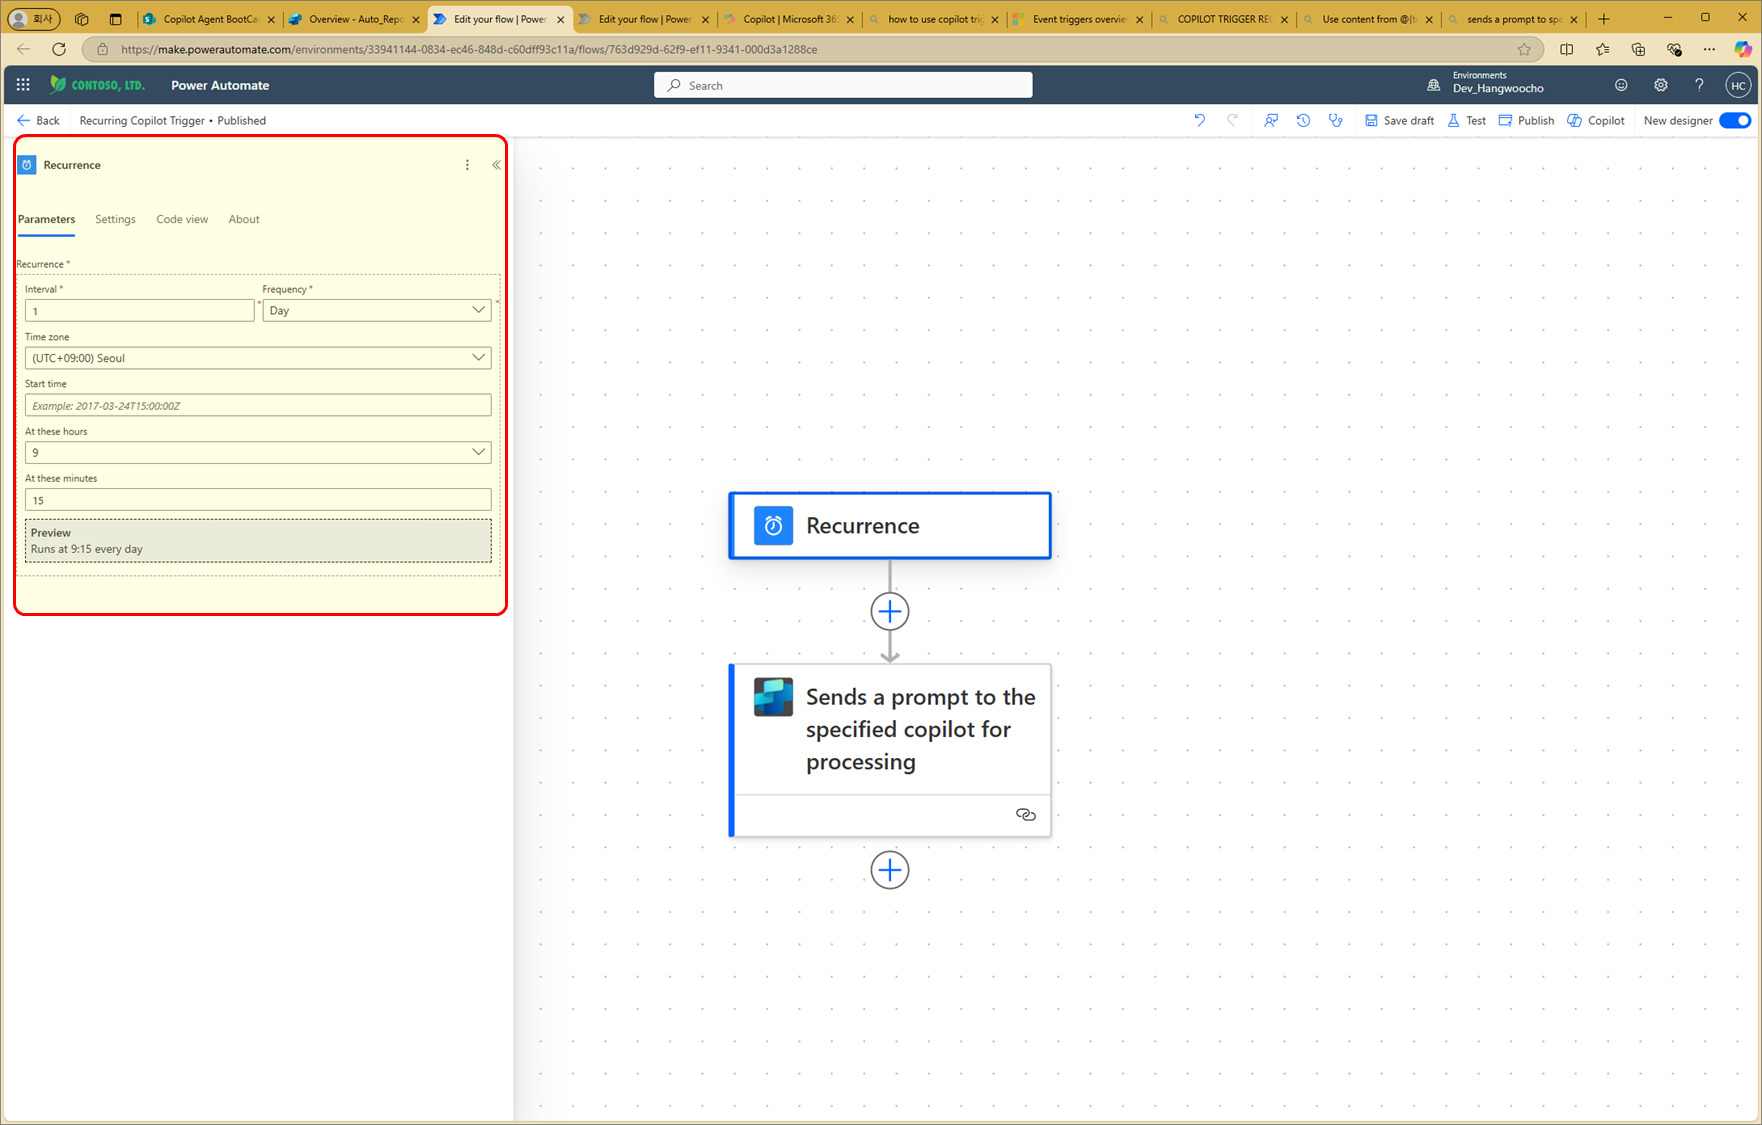 회사
Copilot Agent BootCa
Overview - Auto_Repo
Edit your flow | Power
Edit your flow | Power
Copilot | Microsoft 36
how to use copilot trig
Event triggers overvie
COPILOT TRIGGER REC
Use content from @{t
sends a prompt to spe
https://make.powerautomate.com/environments/33941144-0834-ec46-848d-c60dff93c11a/flows/763d929d-62f9-ef11-9341-000d3a1288ce
CONTOSO, LTD.
Power Automate
Search
Environments
Dev_Hangwoocho
HC
Back
Recurring Copilot Trigger • Published
Save draft
Test
Publish
Copilot
New designer
Recurrence
Parameters
Settings
Code view
About
Recurrence *
Interval *
Frequency *
1
*
Day
*
Time zone
(UTC+09:00) Seoul
Start time
Example: 2017-03-24T15:00:00Z
At these hours
9
At these minutes
15
Preview
Runs at 9:15 every day
Recurrence
Sends a prompt to the
specified copilot for
processing